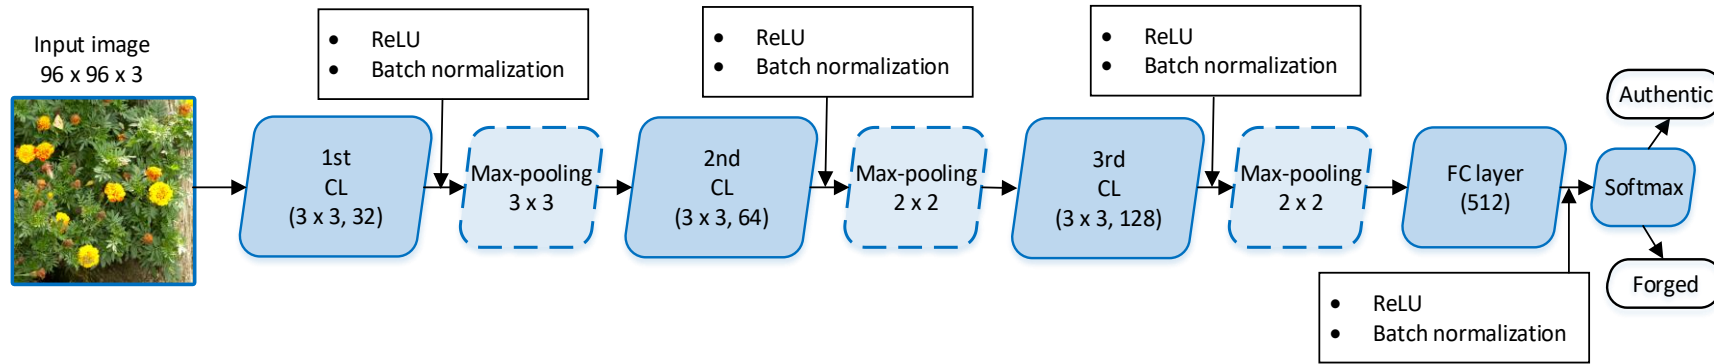 Input image
96 x 96 x 3
• ReLU
• Batch normalization
1st
CL
(3 x 3, 32)
Max-pooling
3 x 3
• ReLU
• Batch normalization
2nd
CL
(3 x 3, 64)
Max-pooling
2 x 2
• ReLU
• Batch normalization
3rd
CL
(3 x 3, 128)
Max-pooling
2 x 2
FC layer
(512)
• ReLU
• Batch normalization
Softmax
Authentic
Forged